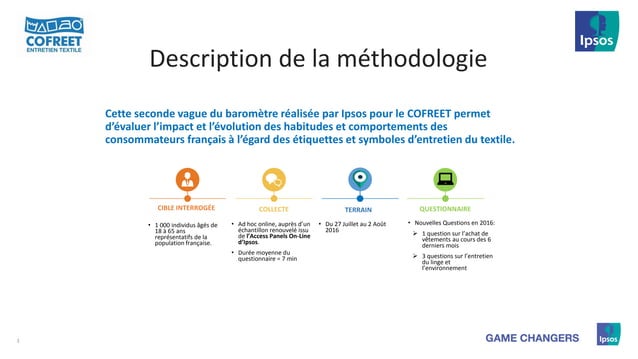 COFREET
ENTRETIEN TEXTILE
Ipsos
Description de la méthodologie
Cette seconde vague du baromètre réalisée par Ipsos pour le COFREET permet
d’évaluer l’impact et l’évolution des habitudes et comportements des
consommateurs français à l’égard des étiquettes et symboles d’entretien du textile.
CIBLE INTERROGÉE
• 1 000 individus âgés de
18 à 65 ans
représentatifs de la
population française.
COLLECTE
• Ad hoc online, auprès d’un
échantillon renouvelé issu
de l’Access Panels On-Line
d’Ipsos.
• Durée moyenne du
questionnaire = 7 min
TERRAIN
• Du 27 Juillet au 2 Août
2016
QUESTIONNAIRE
• Nouvelles Questions en 2016:
➢ 1 question sur l’achat de
vêtements au cours des 6
derniers mois
➢ 3 questions sur l’entretien
du linge et
l’environnement
GAME CHANGERS
Ipsos